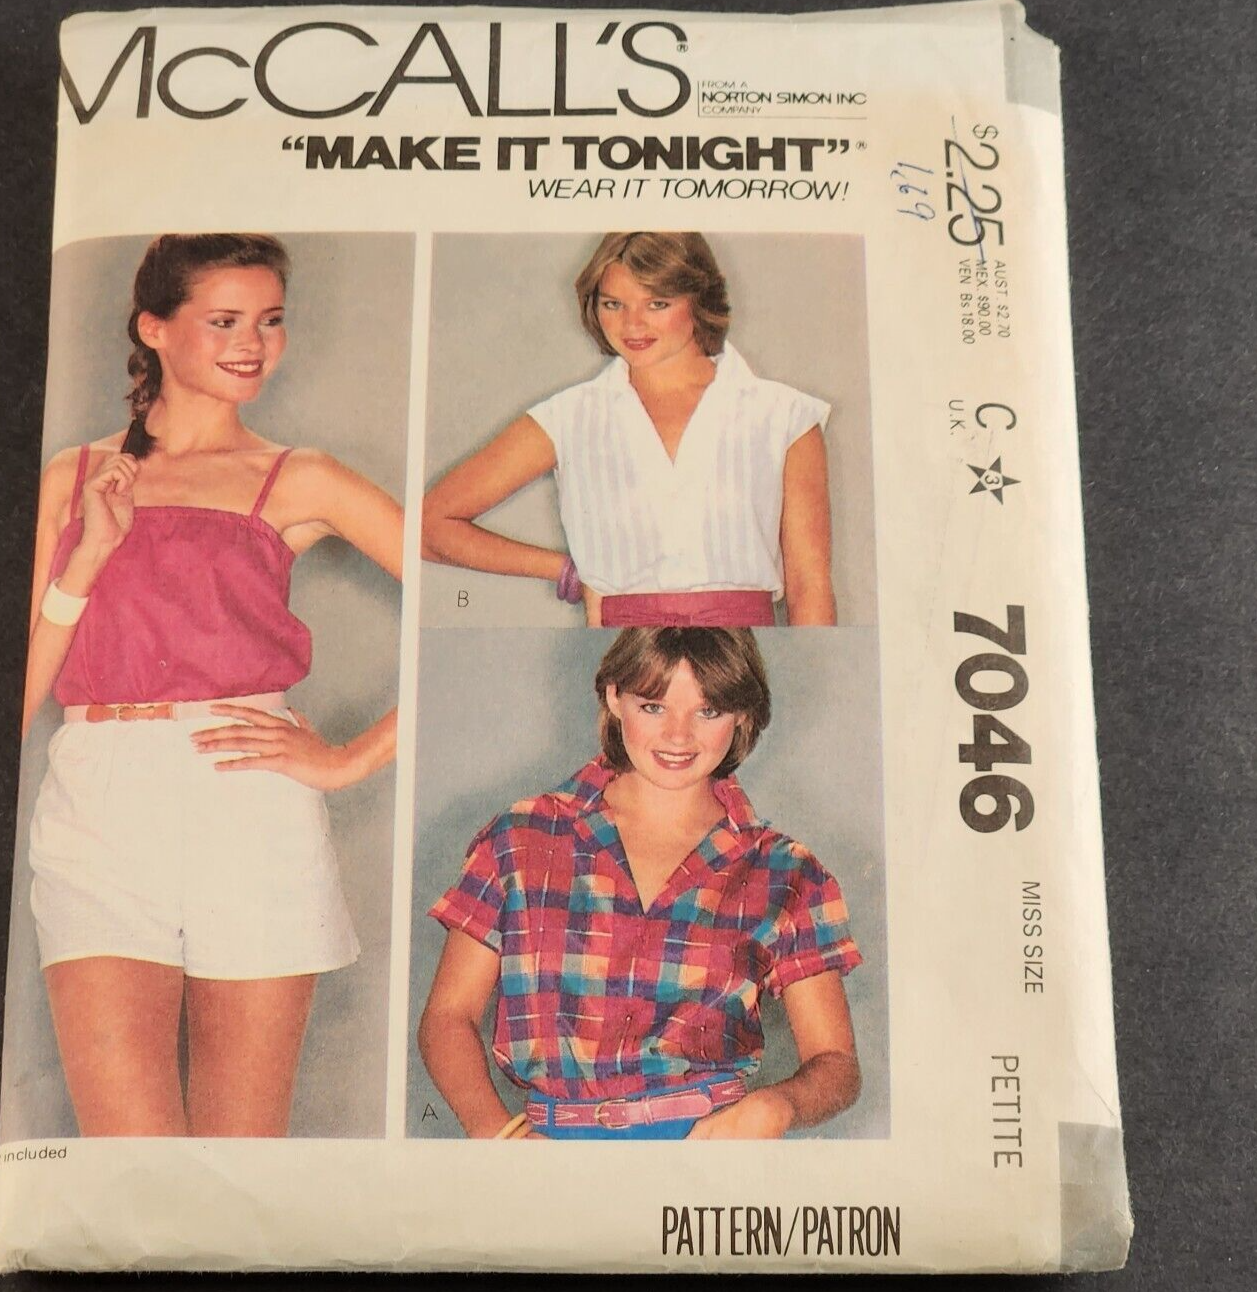 McCALL'S®
FROM A
NORTON SIMON INC
COMPANY
"MAKE IT TONIGHT"®
WEAR IT TOMORROW!
$2.25
1.69
AUST. $2.70
MEX. $90.00
VEN Bs 18.00
C
U.K.
3
7046
MISS SIZE
PETITE
B
A
included
PATTERN/PATRON